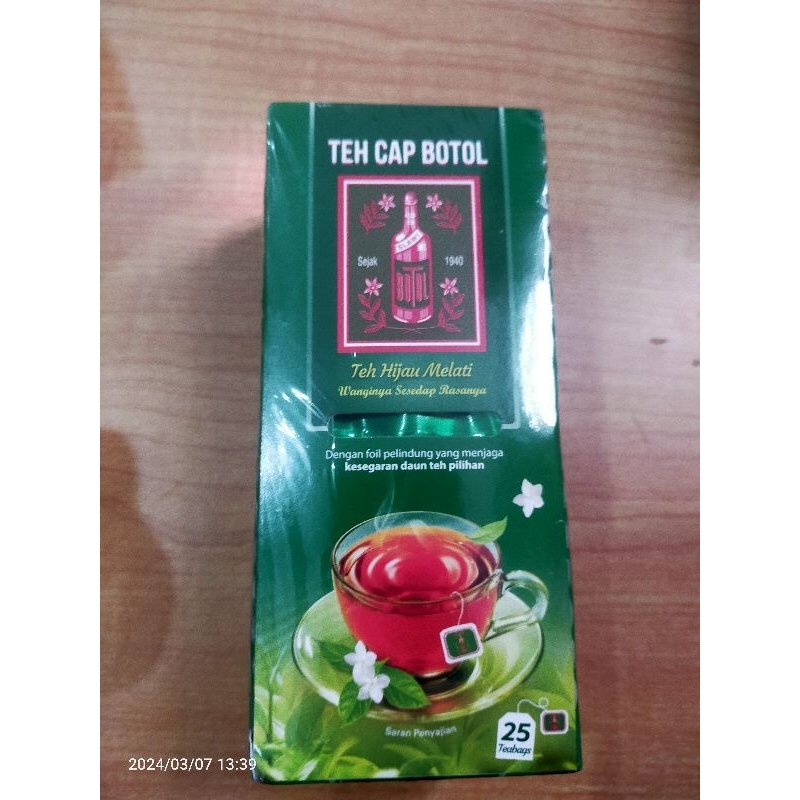 TEH CAP BOTOL
SLAWI
Sejak 1940
BOTOL
Teh Hijau Melati
Wanginya Sesedap Rasanya
Dengan foil pelindung yang menjaga
kesegaran daun teh pilihan
Saran Penyajian
25
Teabags
2024/03/07 13:39